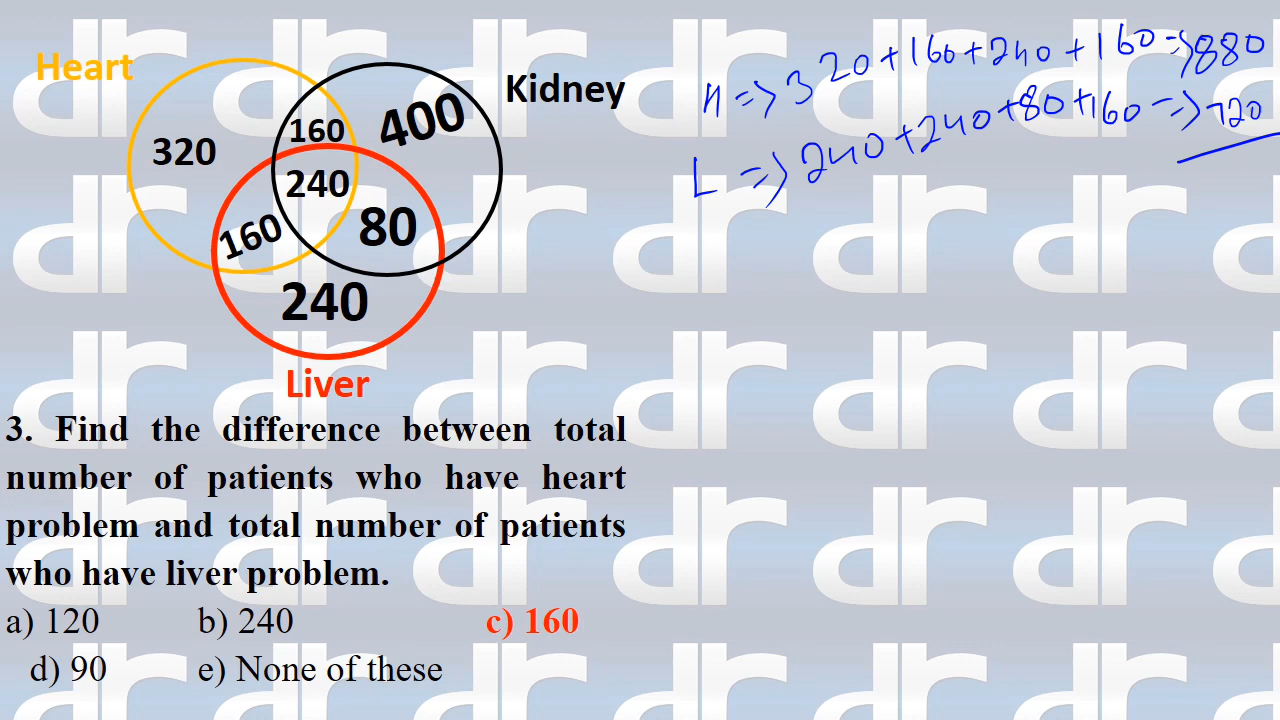 Heart
Kidney
320
160
400
240
160
80
240
Liver
H => 320+160+240+160=>880
L => 240+240+80+160=>720
3. Find the difference between total
number of patients who have heart
problem and total number of patients
who have liver problem.
a) 120 b) 240 c) 160
d) 90 e) None of these